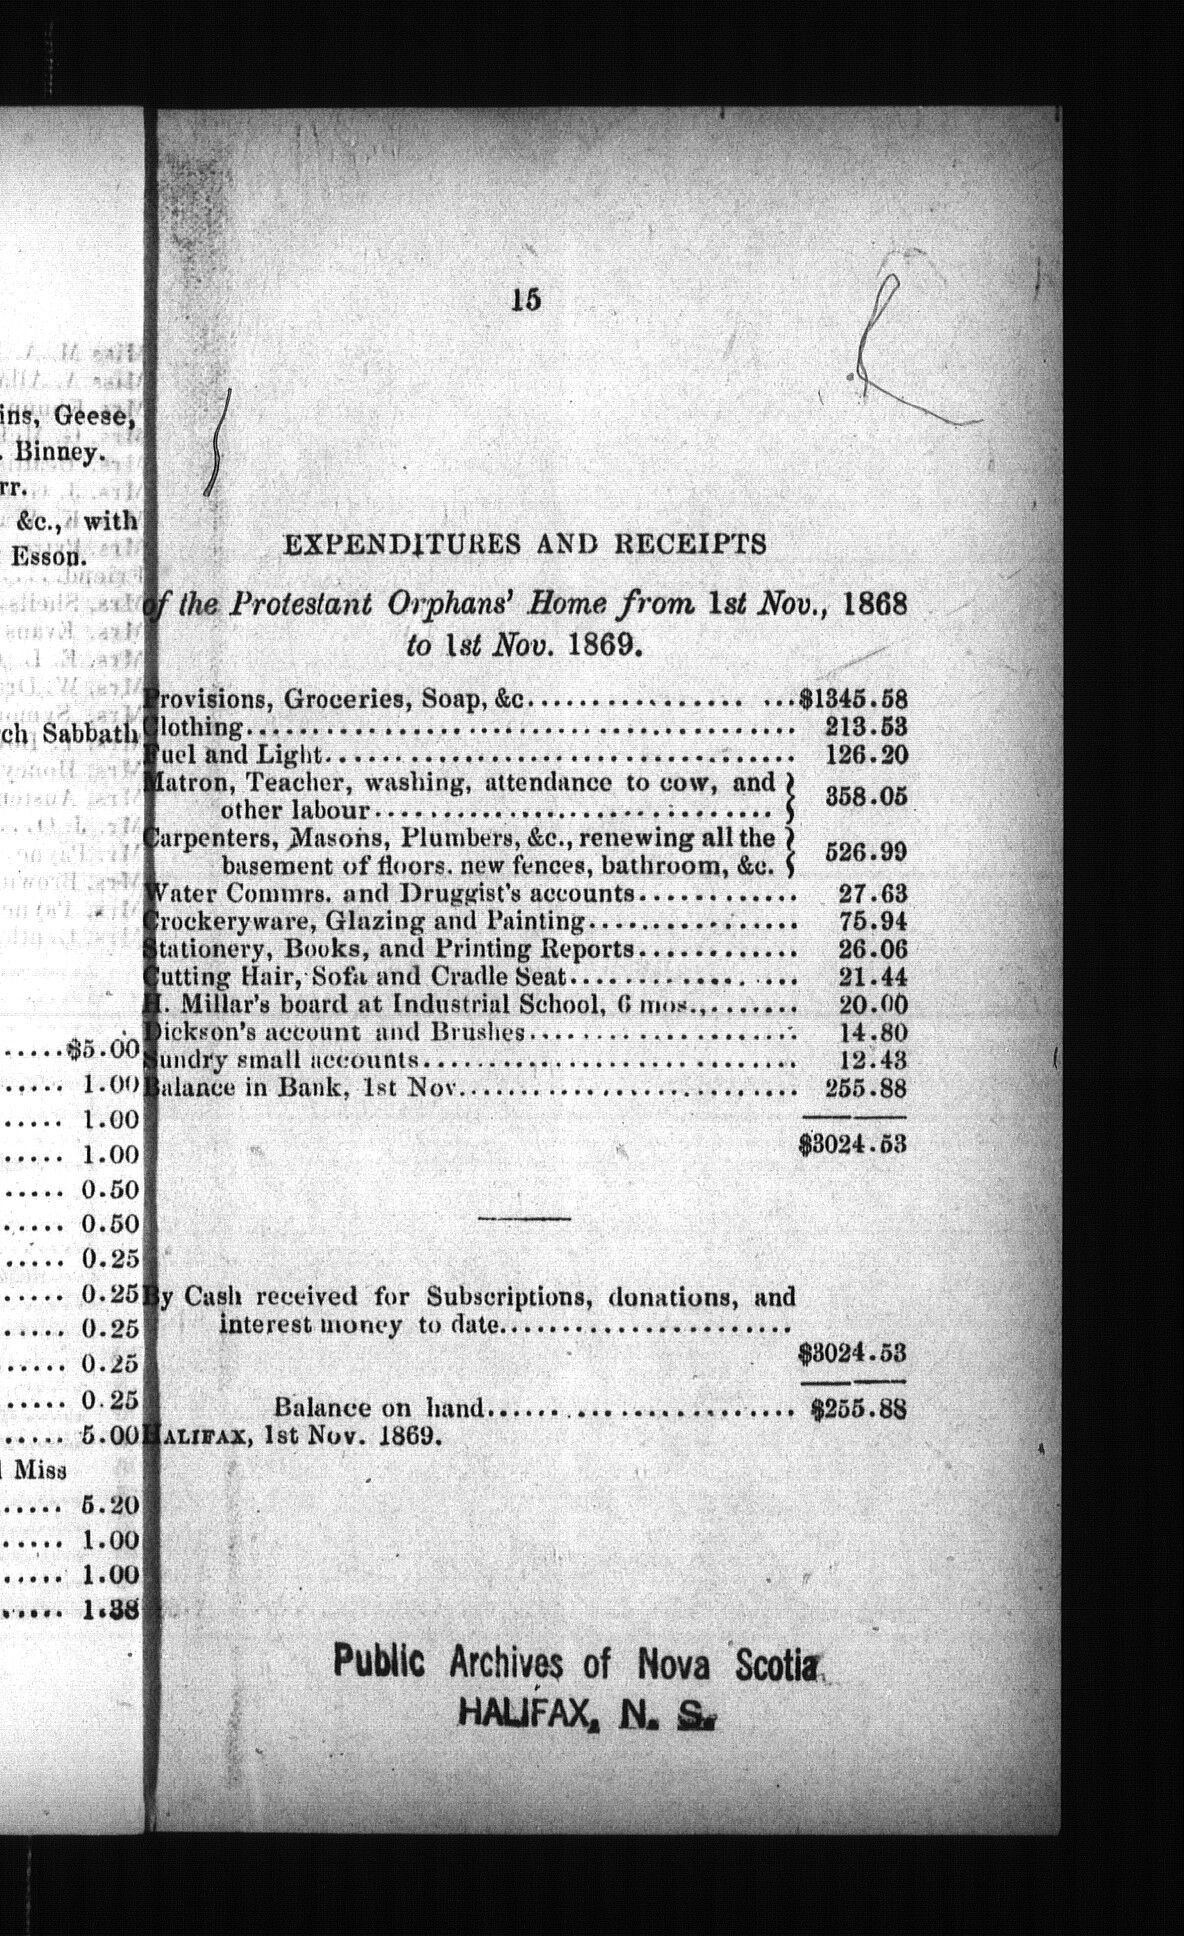 ins, Geese,
. Binney.
rr.
&c., with
Esson.
ch Sabbath
.....$5.00
..... 1.00
..... 1.00
..... 1.00
..... 0.50
..... 0.50
..... 0.25
..... 0.25
..... 0.25
..... 0.25
..... 0.25
..... 5.00
Miss
..... 5.20
..... 1.00
..... 1.00
..... 1.38
15
EXPENDITURES AND RECEIPTS
of the Protestant Orphans' Home from 1st Nov., 1868
to 1st Nov. 1869.
Provisions, Groceries, Soap, &c.................... $1345.58
Clothing........................................ 213.53
Fuel and Light.................................. 126.20
Matron, Teacher, washing, attendance to cow, and
other labour.............................. 358.05
Carpenters, Masons, Plumbers, &c., renewing all the
basement of floors. new fences, bathroom, &c. 526.99
Water Commrs. and Druggist's accounts............. 27.63
Crockeryware, Glazing and Painting................. 75.94
Stationery, Books, and Printing Reports............. 26.06
Cutting Hair, Sofa and Cradle Seat.................. 21.44
H. Millar's board at Industrial School, 6 mos.,....... 20.00
Dickson's account and Brushes..................... 14.80
Sundry small accounts............................. 12.43
Balance in Bank, 1st Nov........................... 255.88
$3024.53
By Cash received for Subscriptions, donations, and
interest money to date.......................
$3024.53
Balance on hand......................... $255.88
HALIFAX, 1st Nov. 1869.
Public Archives of Nova Scotia
HALIFAX, N. S.